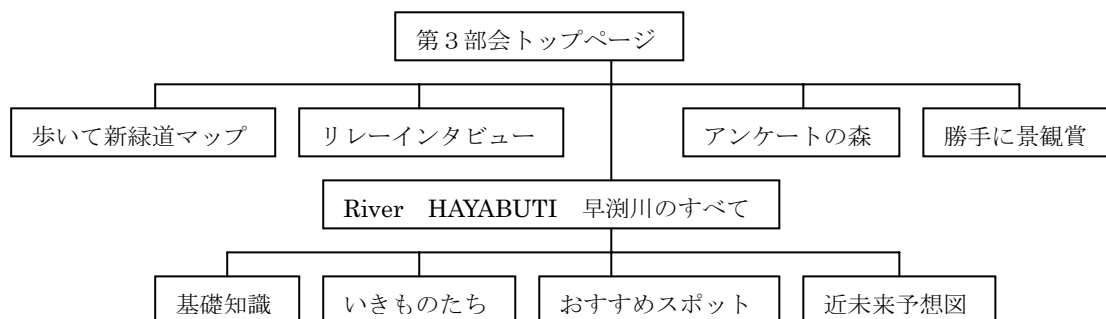 第３部会トップページ
歩いて新緑道マップ　リレーインタビュー　アンケートの森　勝手に景観賞
River　HAYABUTI　早渕川のすべて
基礎知識　いきものたち　おすすめスポット　近未来予想図